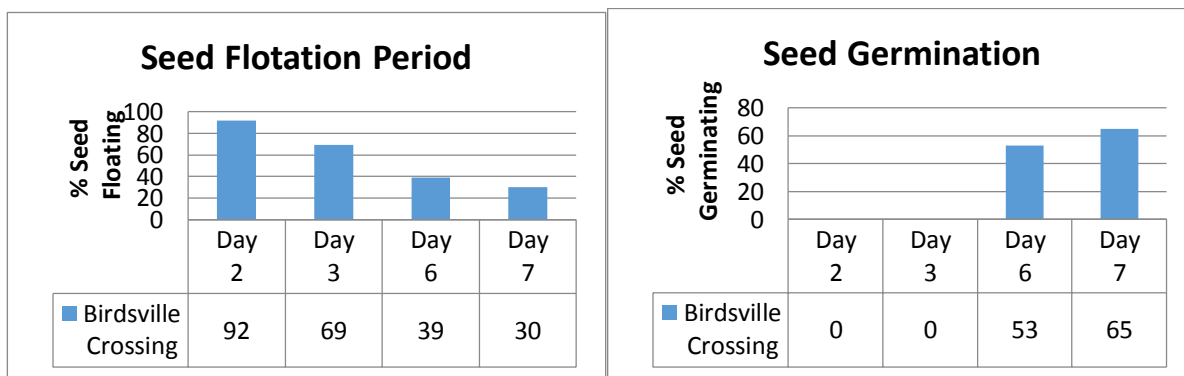 Seed Flotation Period
% Seed
Floating
100
80
60
40
20
0
Day
2
Day
3
Day
6
Day
7
Birdsville
Crossing
92
69
39
30
Seed Germination
% Seed
Germinating
80
60
40
20
0
Day
2
Day
3
Day
6
Day
7
Birdsville
Crossing
0
0
53
65